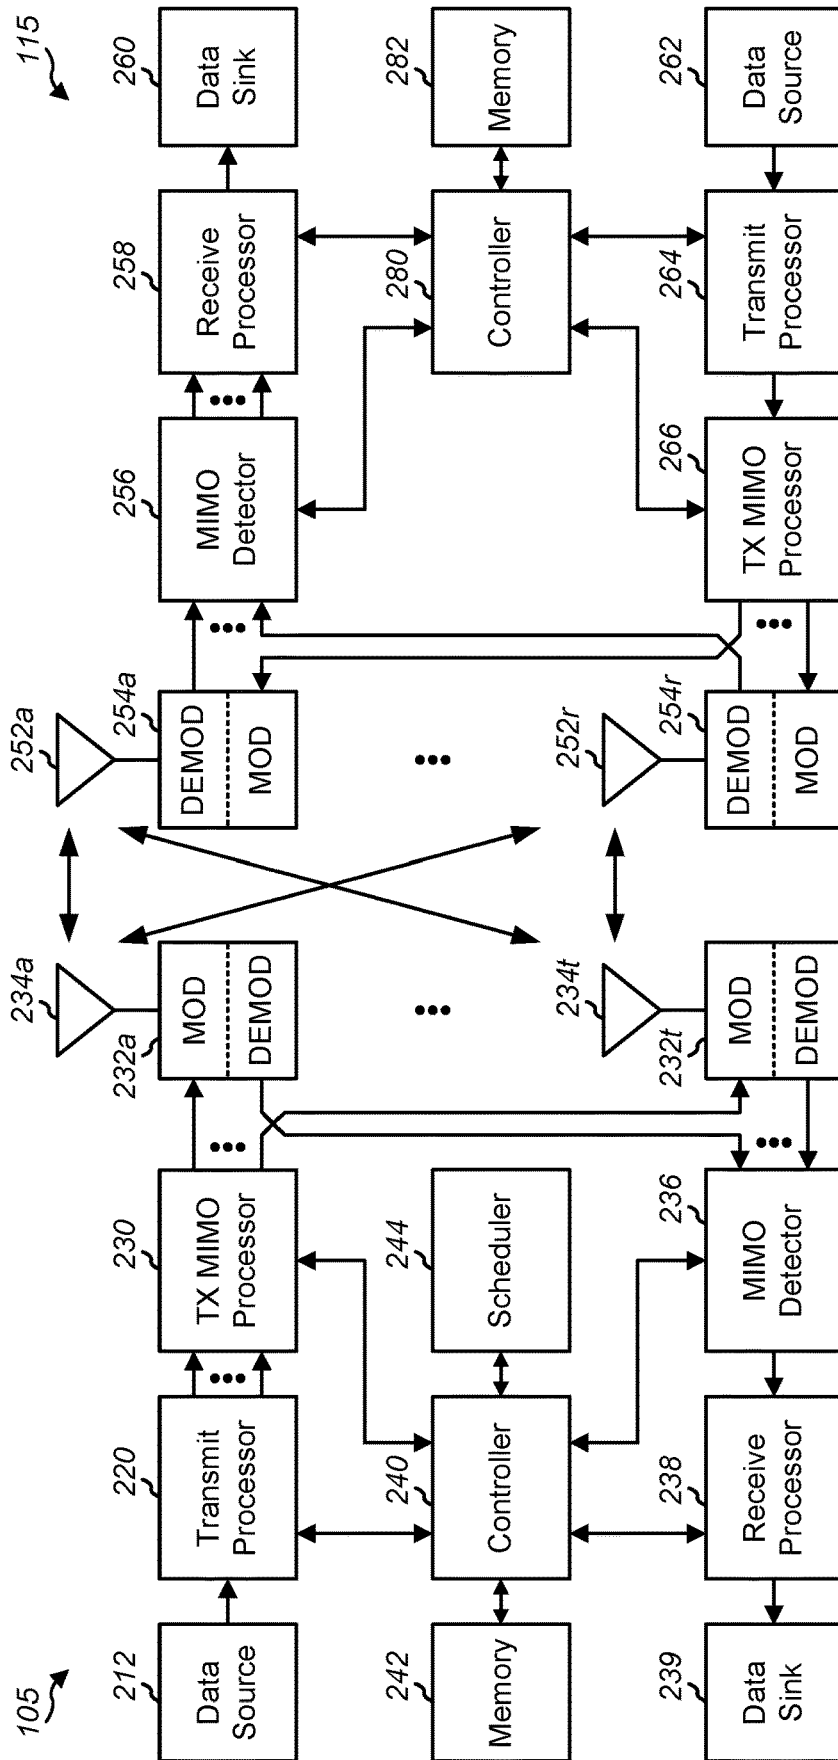 105
212
Data
Source
220
Transmit
Processor
230
TX MIMO
Processor
232a
MOD
DEMOD
234a
252a
254a
DEMOD
MOD
256
MIMO
Detector
258
Receive
Processor
260
Data
Sink
115
242
Memory
240
Controller
244
Scheduler
280
Controller
282
Memory
239
Data
Sink
238
Receive
Processor
236
MIMO
Detector
232t
MOD
DEMOD
234t
252r
254r
DEMOD
MOD
266
TX MIMO
Processor
264
Transmit
Processor
262
Data
Source